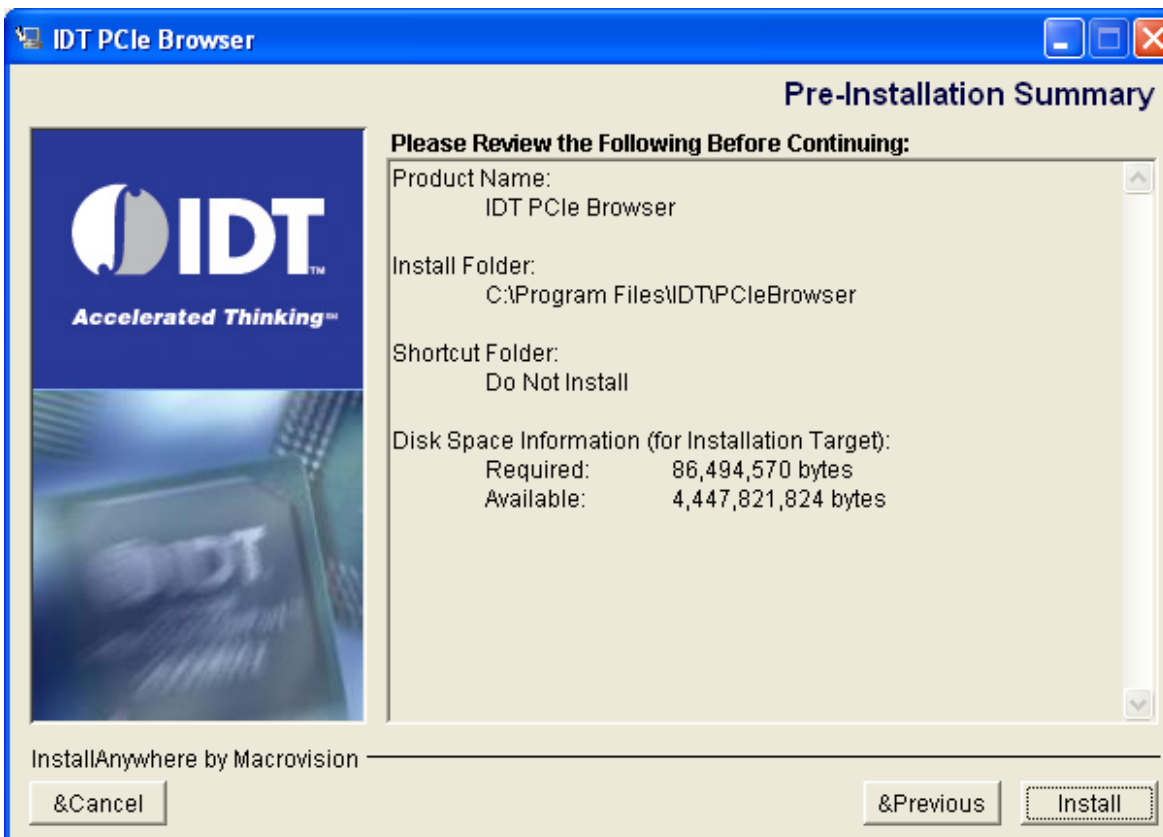 IDT PCIe Browser
Pre-Installation Summary
IDT™
Accelerated Thinking℠
Please Review the Following Before Continuing:
Product Name:
IDT PCIe Browser
Install Folder:
C:\Program Files\IDT\PCIeBrowser
Shortcut Folder:
Do Not Install
Disk Space Information (for Installation Target):
Required: 86,494,570 bytes
Available: 4,447,821,824 bytes
IDT
InstallAnywhere by Macrovision
&Cancel
&Previous
Install